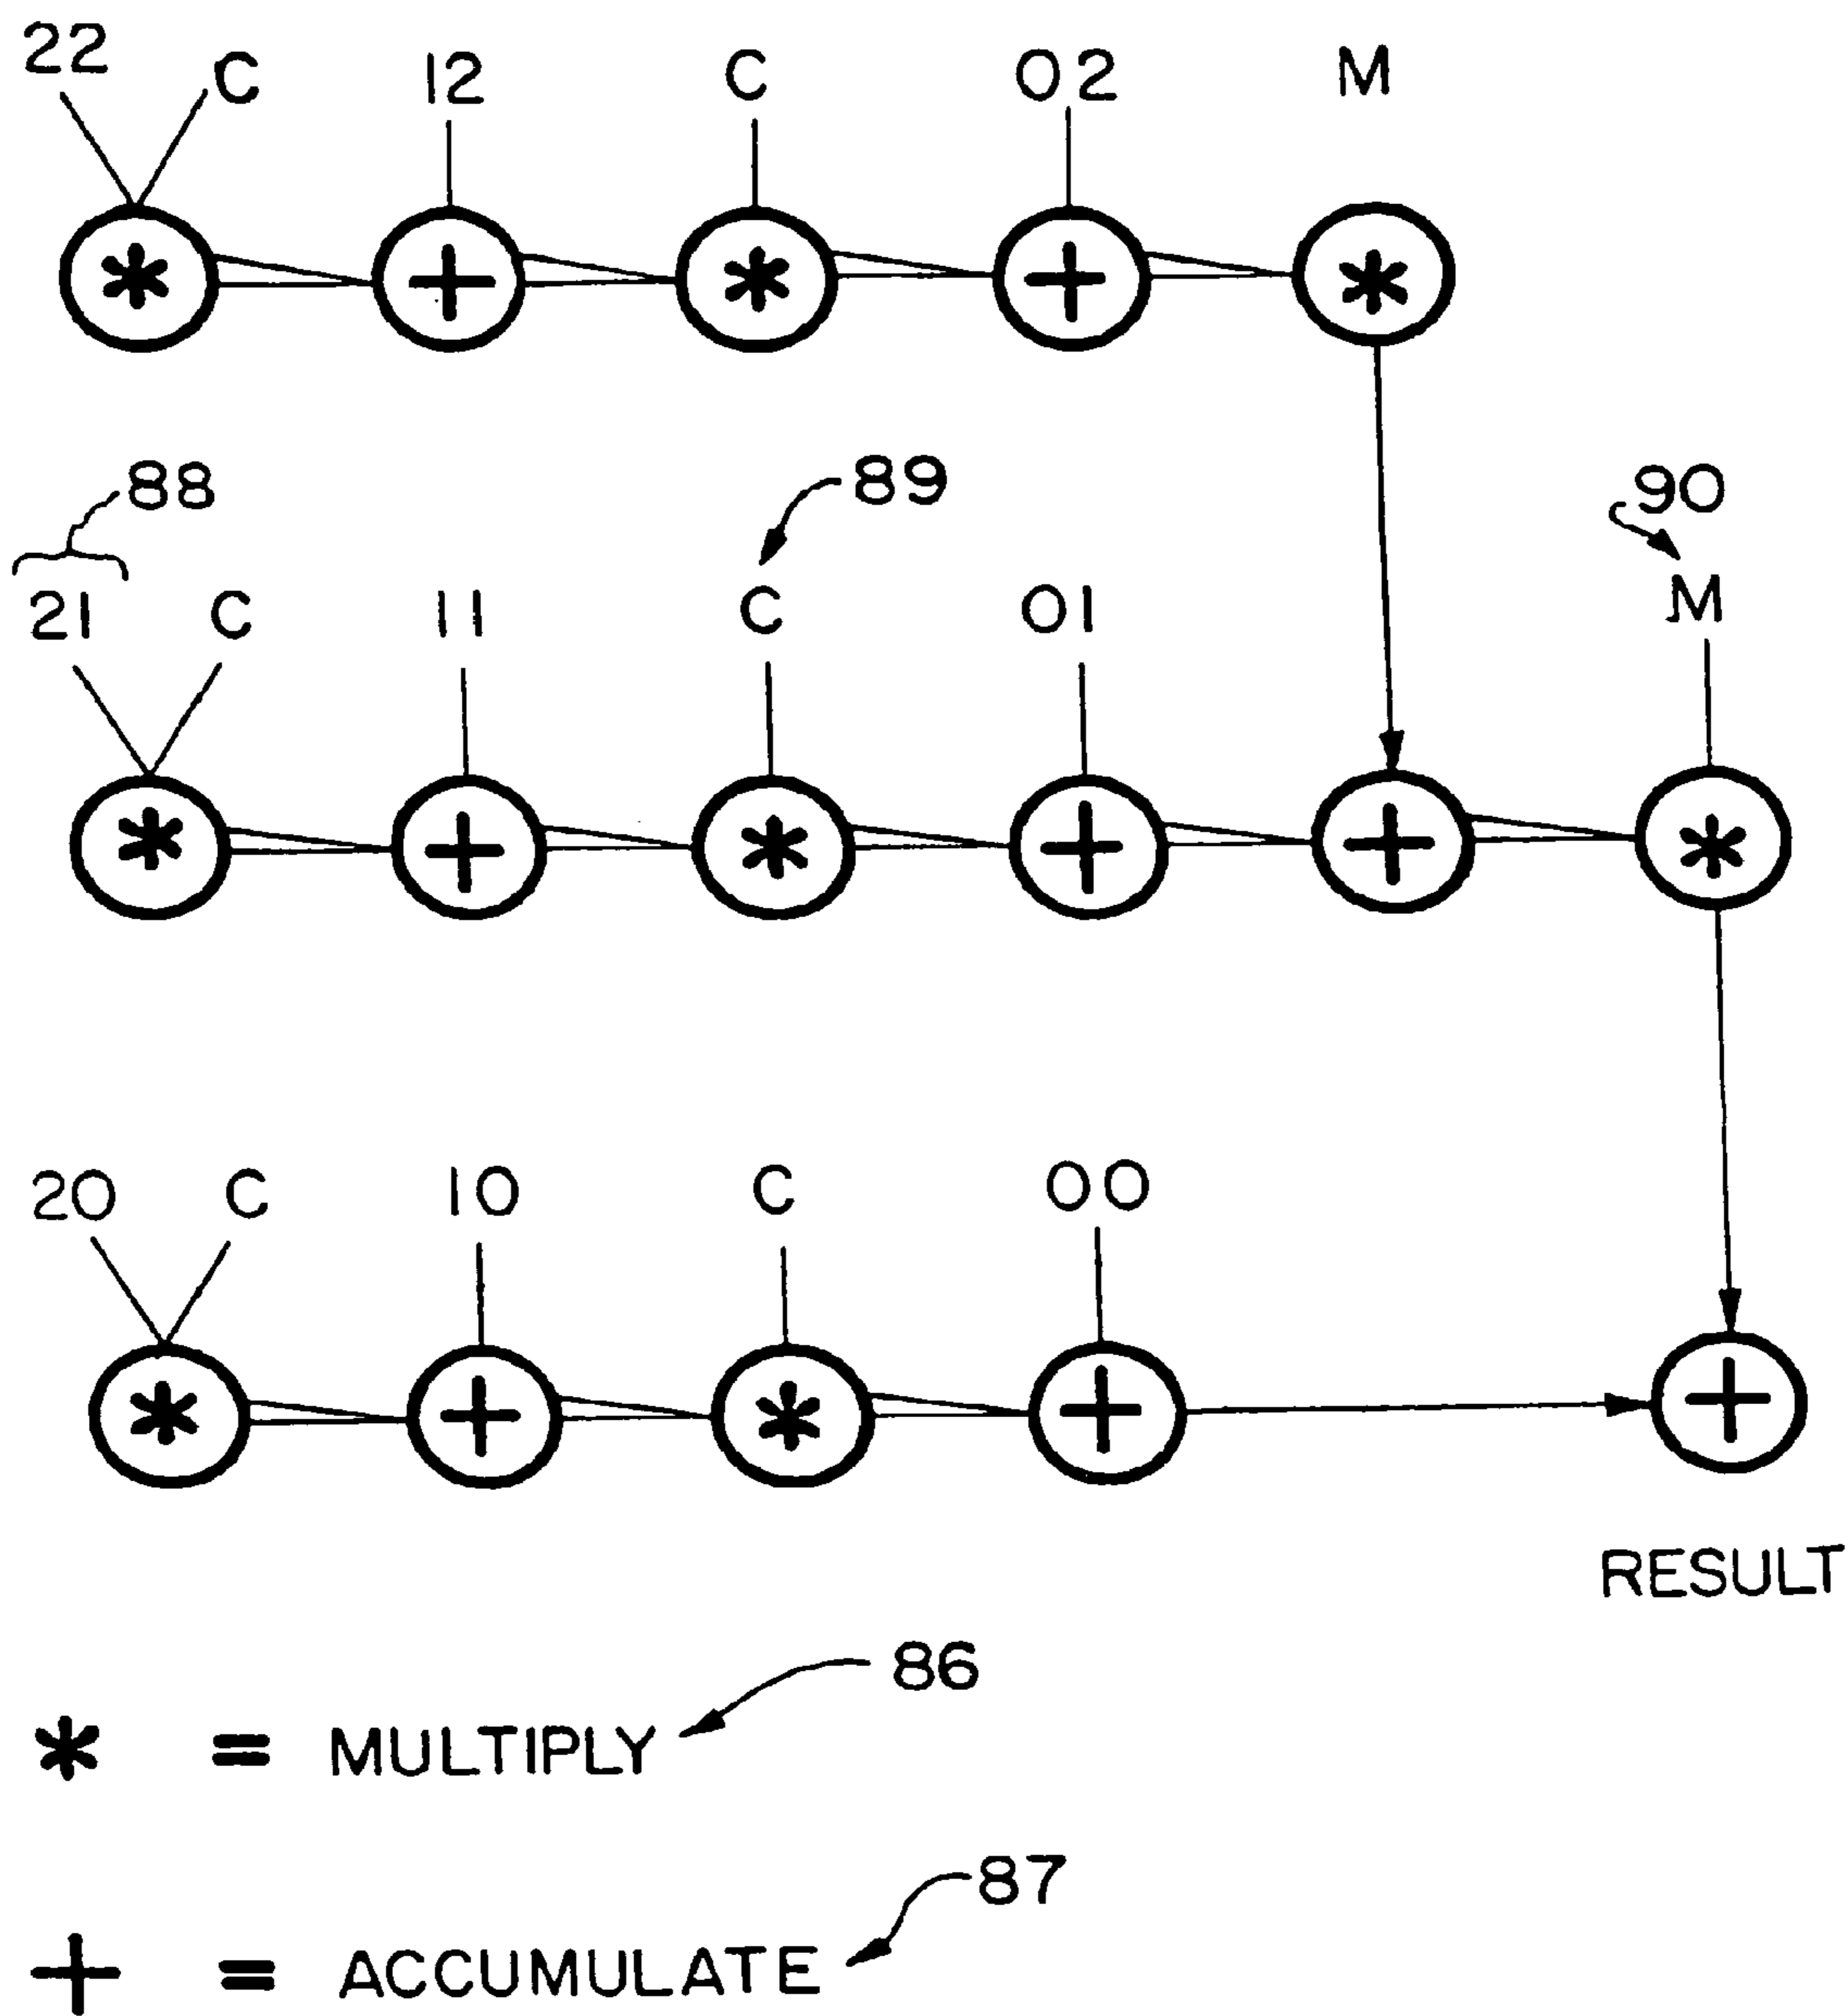 22 C 12 C 02 M
* + * + *
88 89 90
21 C 11 C 01 M
* + * + + *
20 C 10 C 00
* + * + +
RESULT
86
* = MULTIPLY
87
+ = ACCUMULATE